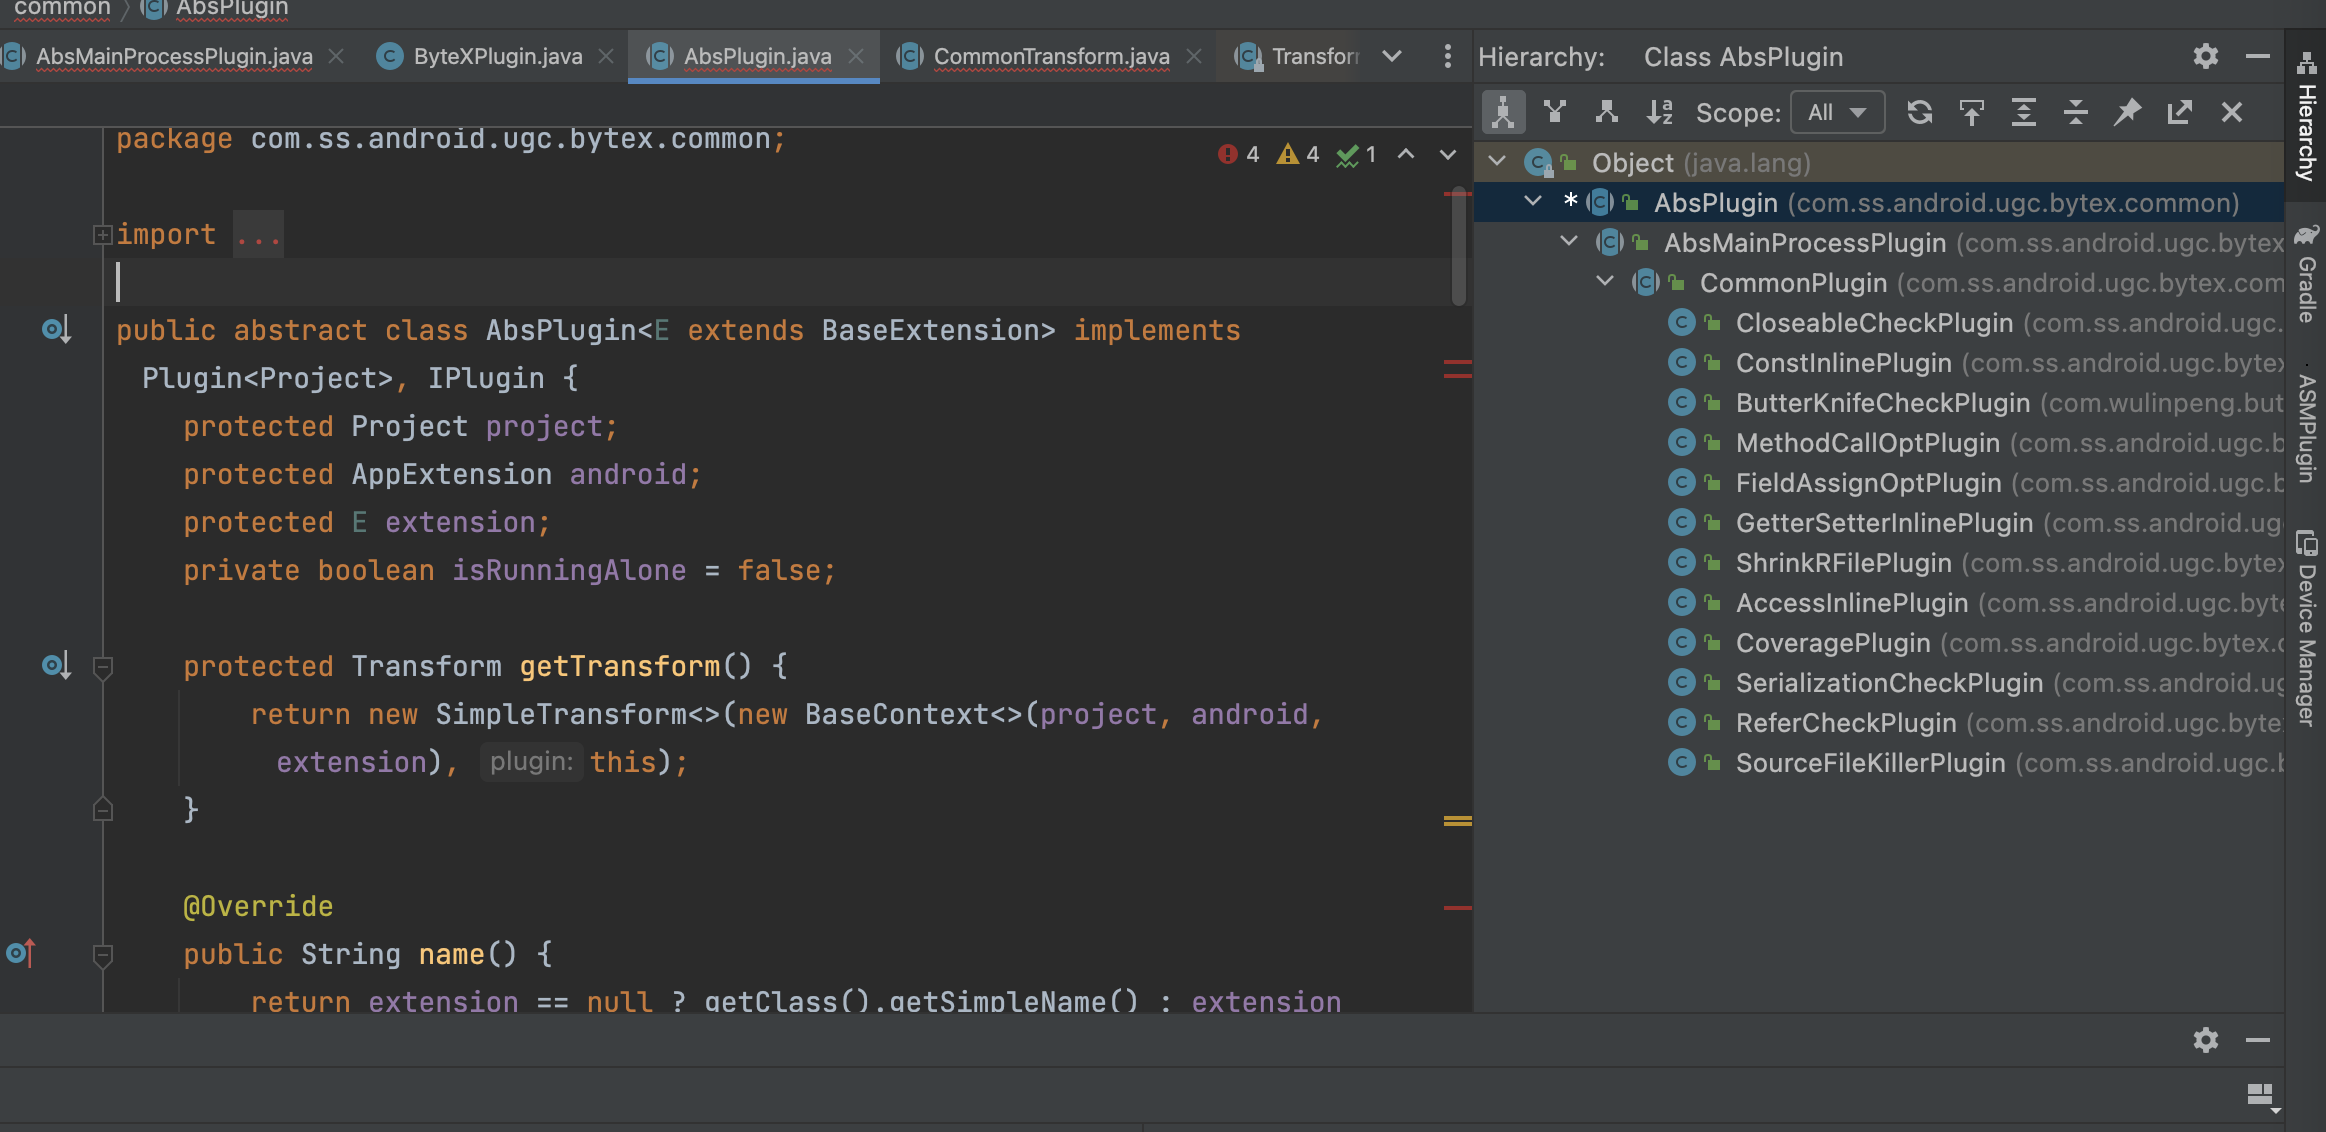 common AbsPlugin
AbsMainProcessPlugin.java ByteXPlugin.java AbsPlugin.java CommonTransform.java Transform
Hierarchy: Class AbsPlugin
Scope: All
package com.ss.android.ugc.bytex.common;
4 4 1
import ...
public abstract class AbsPlugin<E extends BaseExtension> implements
Plugin<Project>, IPlugin {
protected Project project;
protected AppExtension android;
protected E extension;
private boolean isRunningAlone = false;
protected Transform getTransform() {
return new SimpleTransform<>(new BaseContext<>(project, android,
extension), plugin: this);
}
@Override
public String name() {
return extension == null ? getClass().getSimpleName() : extension
Object (java.lang)
* AbsPlugin (com.ss.android.ugc.bytex.common)
AbsMainProcessPlugin (com.ss.android.ugc.bytex
CommonPlugin (com.ss.android.ugc.bytex.com
CloseableCheckPlugin (com.ss.android.ugc.
ConstInlinePlugin (com.ss.android.ugc.bytex
ButterKnifeCheckPlugin (com.wulinpeng.but
MethodCallOptPlugin (com.ss.android.ugc.b
FieldAssignOptPlugin (com.ss.android.ugc.b
GetterSetterInlinePlugin (com.ss.android.ug
ShrinkRFilePlugin (com.ss.android.ugc.bytex
AccessInlinePlugin (com.ss.android.ugc.byte
CoveragePlugin (com.ss.android.ugc.bytex.c
SerializationCheckPlugin (com.ss.android.ug
ReferCheckPlugin (com.ss.android.ugc.byte
SourceFileKillerPlugin (com.ss.android.ugc.b
Hierarchy
Gradle
ASMPlugin
Device Manager